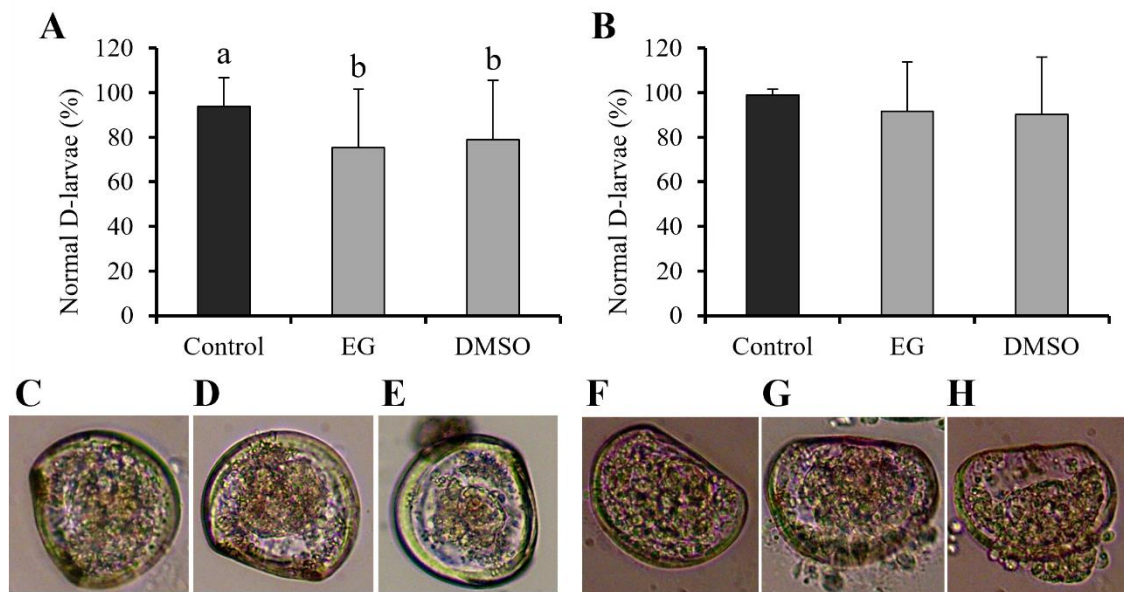 A
Normal D-larvae (%)
120
100
80
60
40
20
0
a
b
b
Control
EG
DMSO
B
Normal D-larvae (%)
120
100
80
60
40
20
0
Control
EG
DMSO
C
D
E
F
G
H